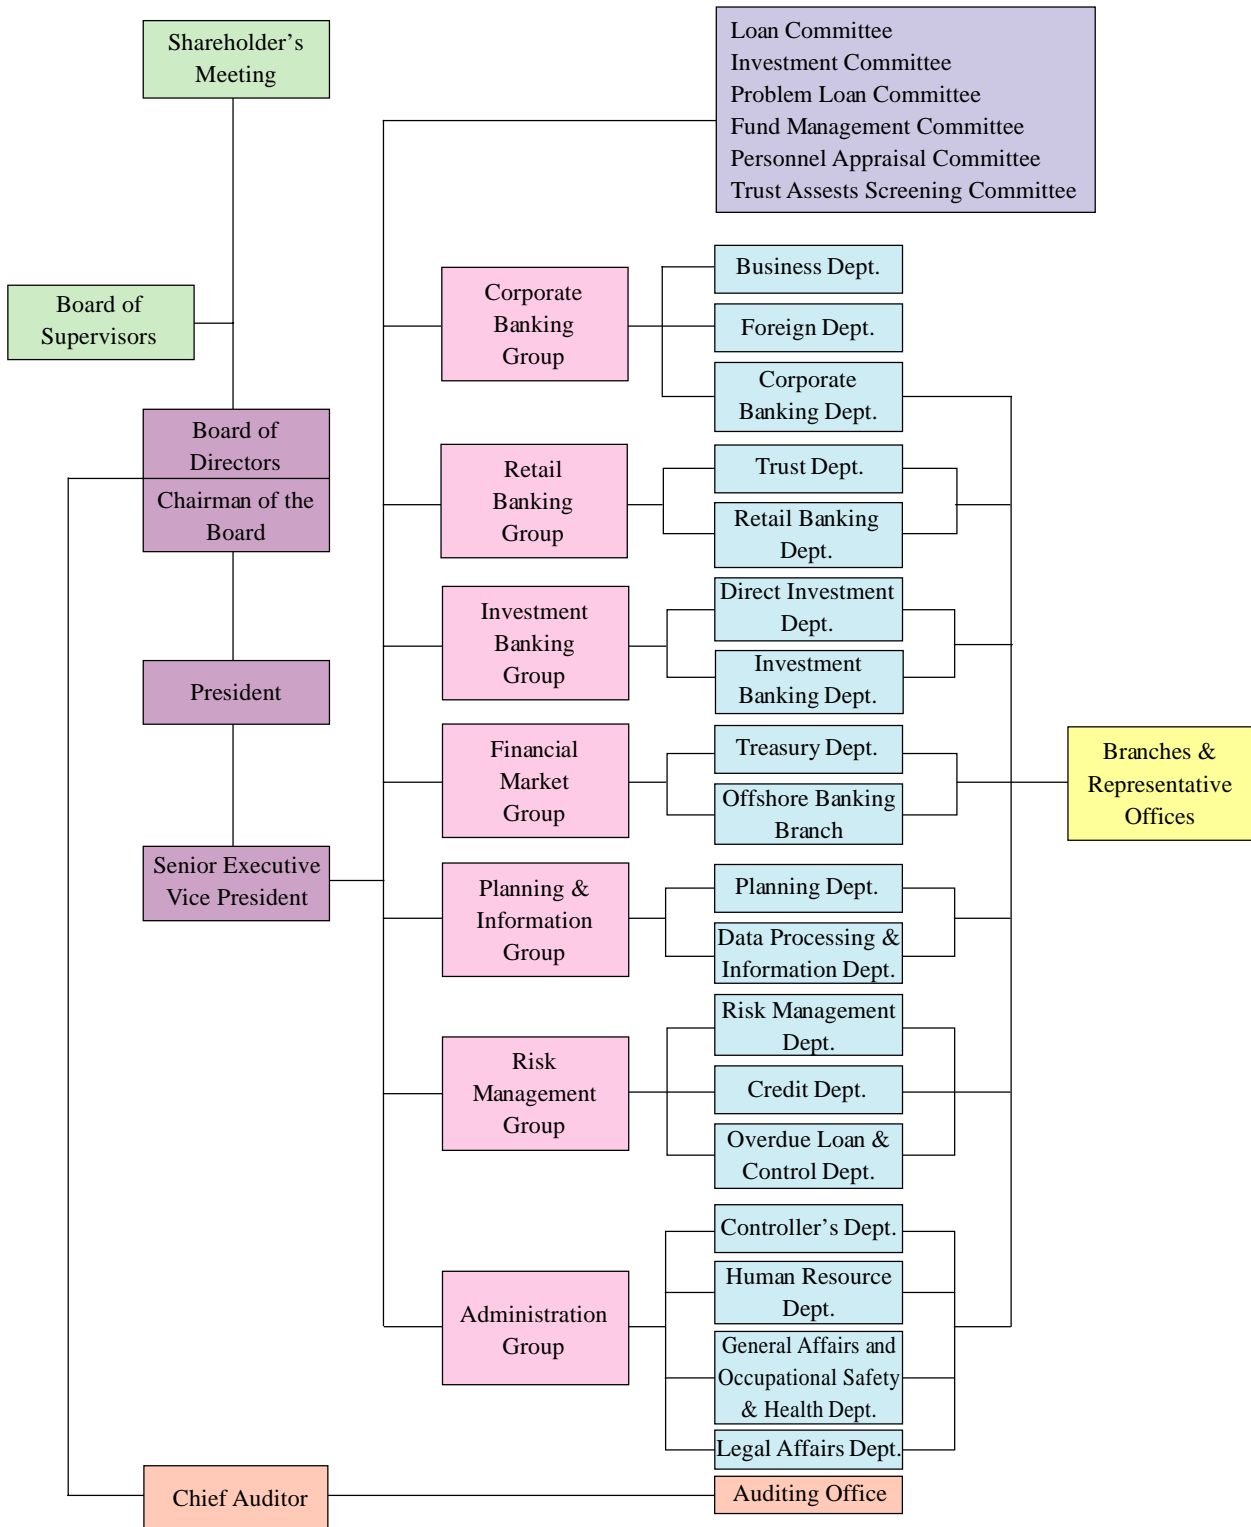 Shareholder’s
Meeting
Loan Committee
Investment Committee
Problem Loan Committee
Fund Management Committee
Personnel Appraisal Committee
Trust Assests Screening Committee
Board of
Supervisors
Board of
Directors
Chairman of the
Board
President
Senior Executive
Vice President
Corporate
Banking
Group
Business Dept.
Foreign Dept.
Corporate
Banking Dept.
Retail
Banking
Group
Trust Dept.
Retail Banking
Dept.
Investment
Banking
Group
Direct Investment
Dept.
Investment
Banking Dept.
Financial
Market
Group
Treasury Dept.
Offshore Banking
Branch
Planning &
Information
Group
Planning Dept.
Data Processing &
Information Dept.
Risk
Management
Group
Risk Management
Dept.
Credit Dept.
Overdue Loan &
Control Dept.
Administration
Group
Controller’s Dept.
Human Resource
Dept.
General Affairs and
Occupational Safety
& Health Dept.
Legal Affairs Dept.
Branches &
Representative
Offices
Chief Auditor
Auditing Office